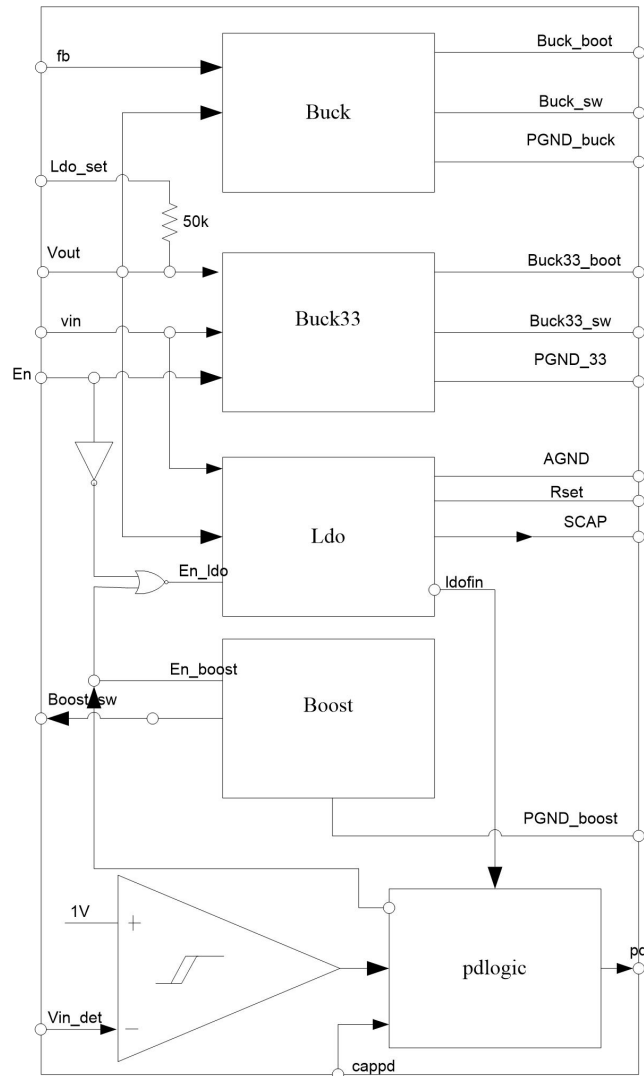 Buck_boot
fb
Buck_sw
Buck
PGND_buck
Ldo_set
50k
Vout
Buck33_boot
vin
Buck33
Buck33_sw
En
PGND_33
AGND
Rset
SCAP
Ldo
En_ldo
ldofin
En_boost
Boost_sw
Boost
PGND_boost
1V
+
pd
pdlogic
Vin_det
−
cappd